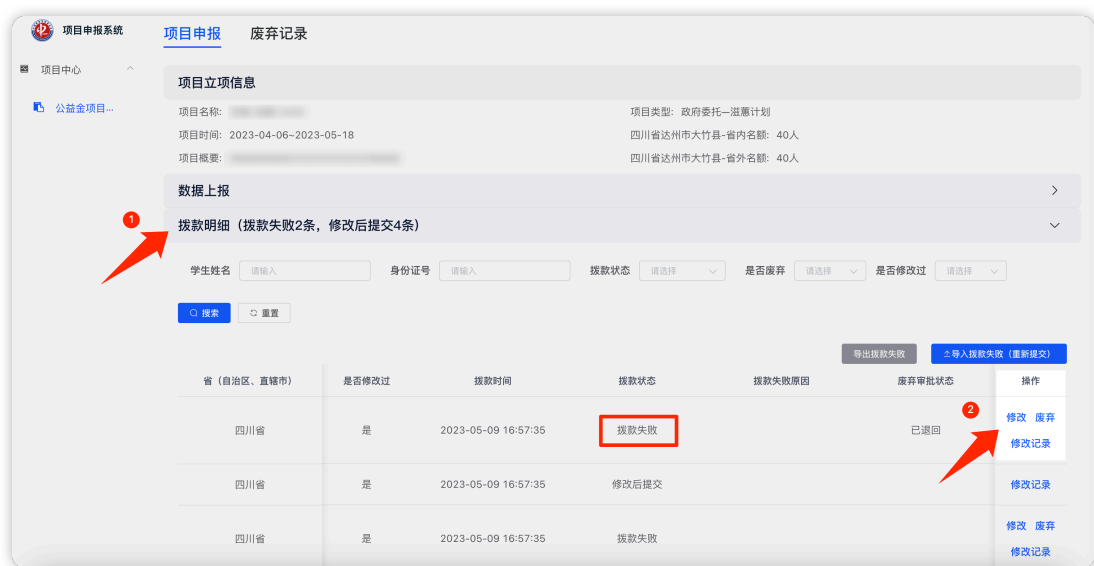 项目申报系统
项目申报 废弃记录
项目中心
公益金项目...
项目立项信息
项目名称:
项目类型: 政府委托—滋蕙计划
项目时间: 2023-04-06~2023-05-18
四川省达州市大竹县-省内名额: 40人
项目概要:
四川省达州市大竹县-省外名额: 40人
数据上报
1
拨款明细（拨款失败2条，修改后提交4条）
学生姓名 请输入 身份证号 请输入 拨款状态 请选择 是否废弃 请选择 是否修改过 请选择
搜索 重置
导出拨款失败 导入拨款失败（重新提交）
省（自治区、直辖市） 是否修改过 拨款时间 拨款状态 拨款失败原因 废弃审批状态 操作
2
四川省 是 2023-05-09 16:57:35 拨款失败 已退回 修改 废弃
修改记录
四川省 是 2023-05-09 16:57:35 修改后提交 修改记录
四川省 是 2023-05-09 16:57:35 拨款失败 修改 废弃
修改记录